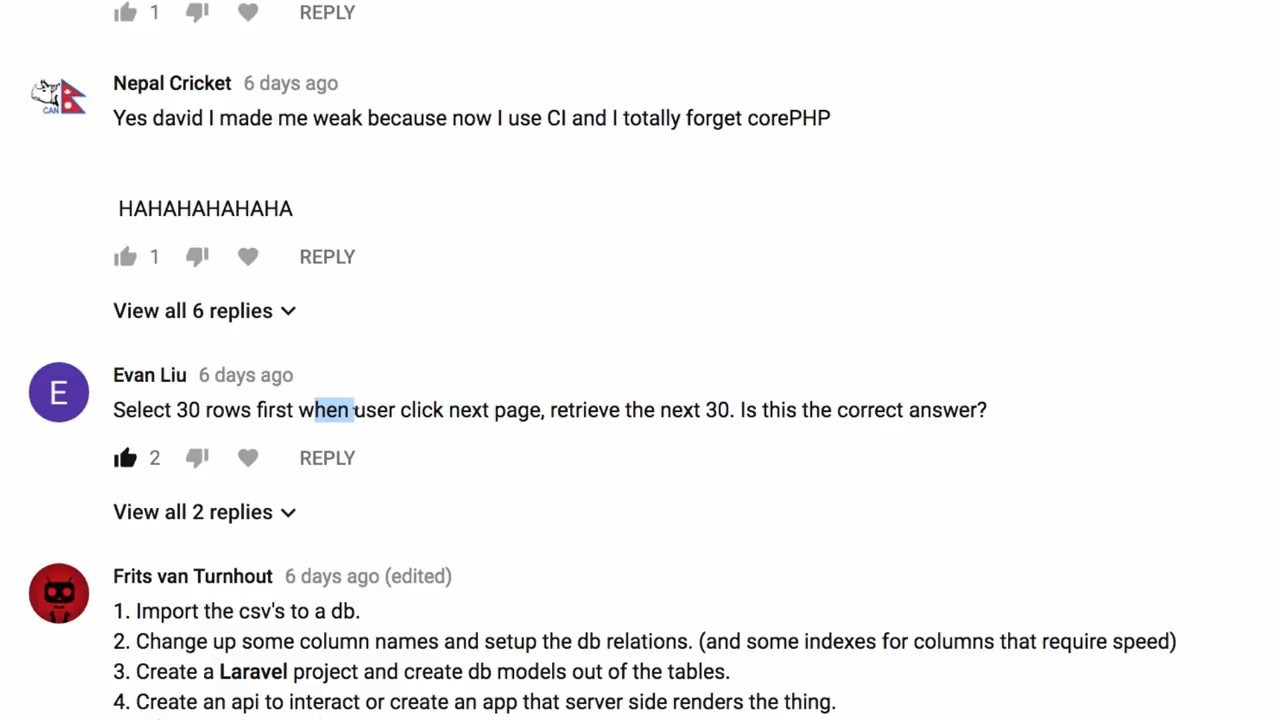 1 REPLY
Nepal Cricket 6 days ago
CAN
Yes david I made me weak because now I use CI and I totally forget corePHP
HAHAHAHAHAHA
1 REPLY
View all 6 replies
E
Evan Liu 6 days ago
Select 30 rows first when user click next page, retrieve the next 30. Is this the correct answer?
2 REPLY
View all 2 replies
Frits van Turnhout 6 days ago (edited)
1. Import the csv's to a db.
2. Change up some column names and setup the db relations. (and some indexes for columns that require speed)
3. Create a Laravel project and create db models out of the tables.
4. Create an api to interact or create an app that server side renders the thing.